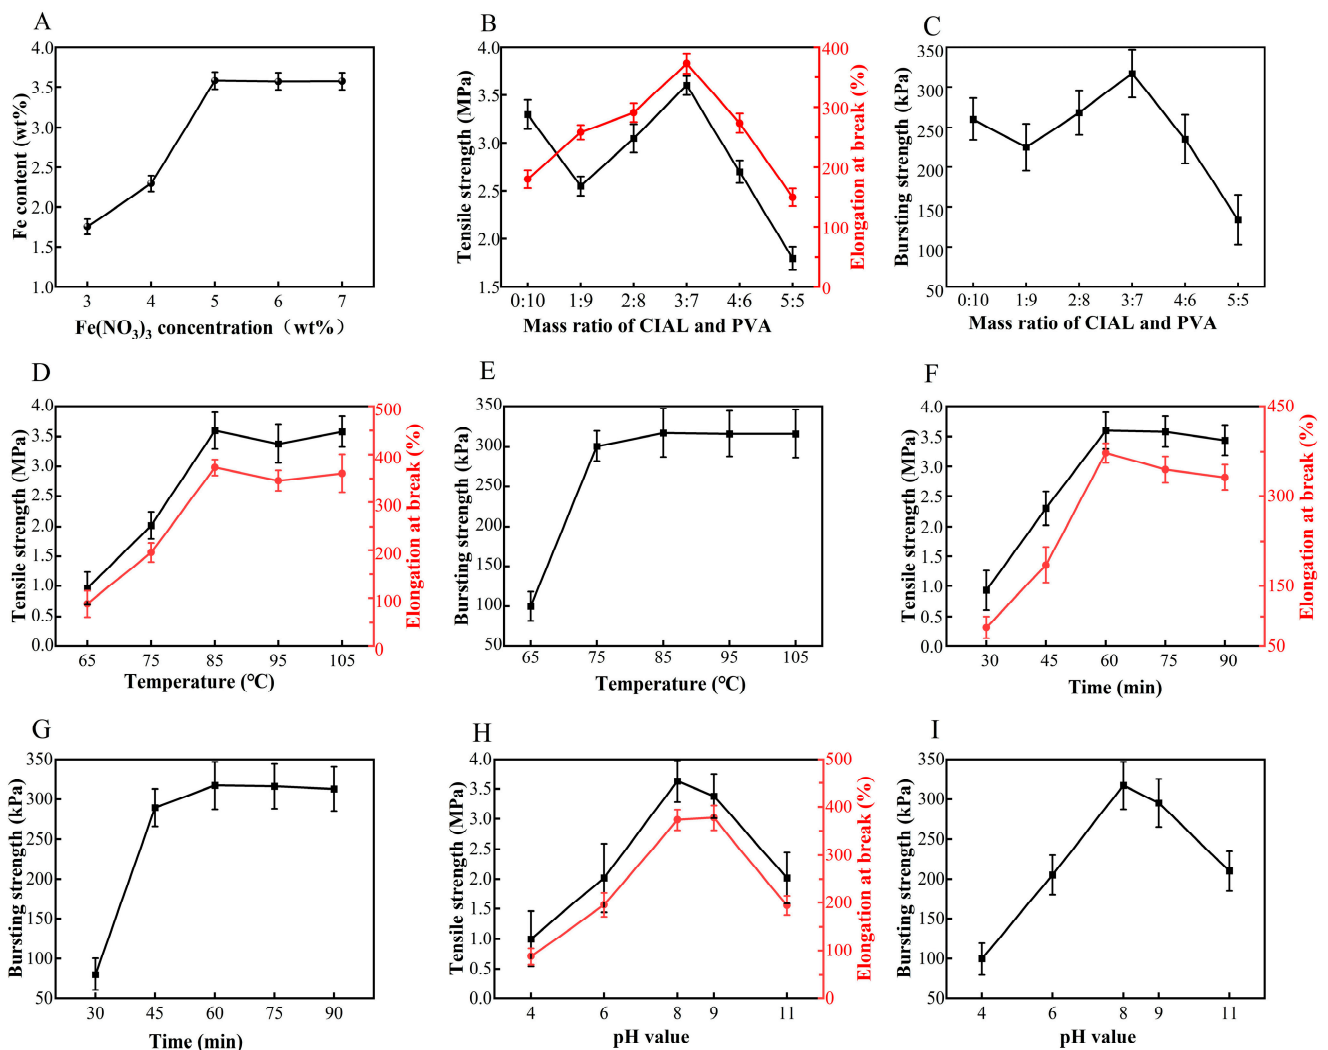 A
Fe content (wt%)
4.0
3.5
3.0
2.5
2.0
1.5
1.0
3 4 5 6 7
Fe(NO3)3 concentration（wt%）
B
Tensile strength (MPa)
4.0
3.5
3.0
2.5
2.0
1.5
400
300
200
100
0
Elongation at break (%)
0:10 1:9 2:8 3:7 4:6 5:5
Mass ratio of CIAL and PVA
C
Bursting strength (kPa)
350
300
250
200
150
100
50
0:10 1:9 2:8 3:7 4:6 5:5
Mass ratio of CIAL and PVA
D
Tensile strength (MPa)
4.0
3.5
3.0
2.5
2.0
1.5
1.0
0.5
0.0
500
400
300
200
100
0
Elongation at break (%)
65 75 85 95 105
Temperature (℃)
E
Bursting strength (kPa)
350
300
250
200
150
100
50
65 75 85 95 105
Temperature (℃)
F
Tensile strength (MPa)
4.0
3.5
3.0
2.5
2.0
1.5
1.0
0.5
0.0
450
300
150
50
Elongation at break (%)
30 45 60 75 90
Time (min)
G
Bursting strength (kPa)
350
300
250
200
150
100
50
30 45 60 75 90
Time (min)
H
Tensile strength (MPa)
4.0
3.5
3.0
2.5
2.0
1.5
1.0
0.5
0.0
500
400
300
200
100
0
Elongation at break (%)
4 6 8 9 11
pH value
I
Bursting strength (kPa)
350
300
250
200
150
100
50
4 6 8 9 11
pH value